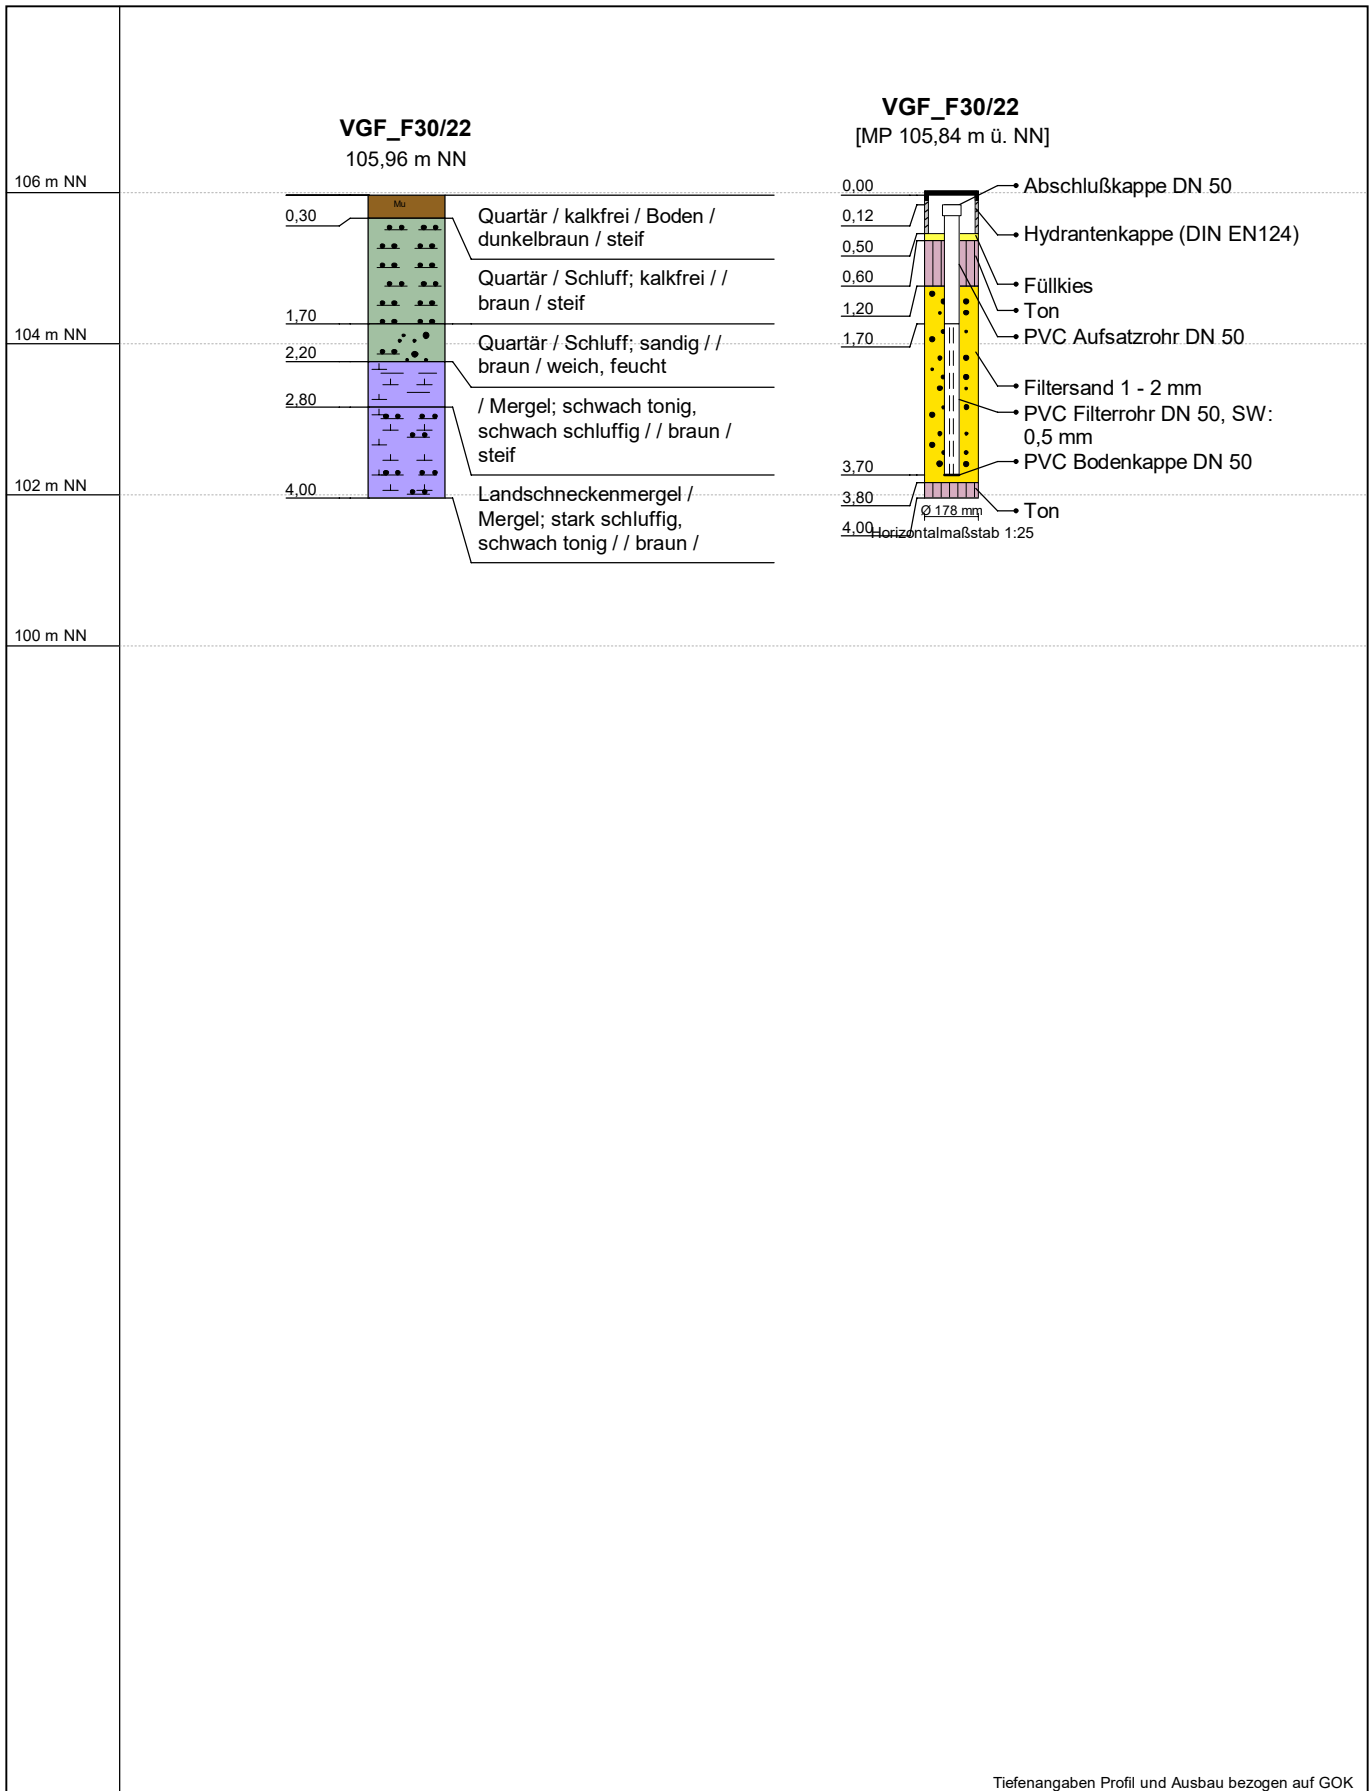 VGF_F30/22
105,96 m NN
VGF_F30/22
[MP 105,84 m ü. NN]
106 m NN
104 m NN
102 m NN
100 m NN
Mu
0,30
1,70
2,20
2,80
4,00
Quartär / kalkfrei / Boden /
dunkelbraun / steif
Quartär / Schluff; kalkfrei / /
braun / steif
Quartär / Schluff; sandig / /
braun / weich, feucht
/ Mergel; schwach tonig,
schwach schluffig / / braun /
steif
Landschneckenmergel /
Mergel; stark schluffig,
schwach tonig / / braun /
0,00
0,12
0,50
0,60
1,20
1,70
3,70
3,80
4,00
Abschlußkappe DN 50
Hydrantenkappe (DIN EN124)
Füllkies
Ton
PVC Aufsatzrohr DN 50
Filtersand 1 - 2 mm
PVC Filterrohr DN 50, SW:
0,5 mm
PVC Bodenkappe DN 50
Ton
Ø 178 mm
Horizontalmaßstab 1:25
Tiefenangaben Profil und Ausbau bezogen auf GOK